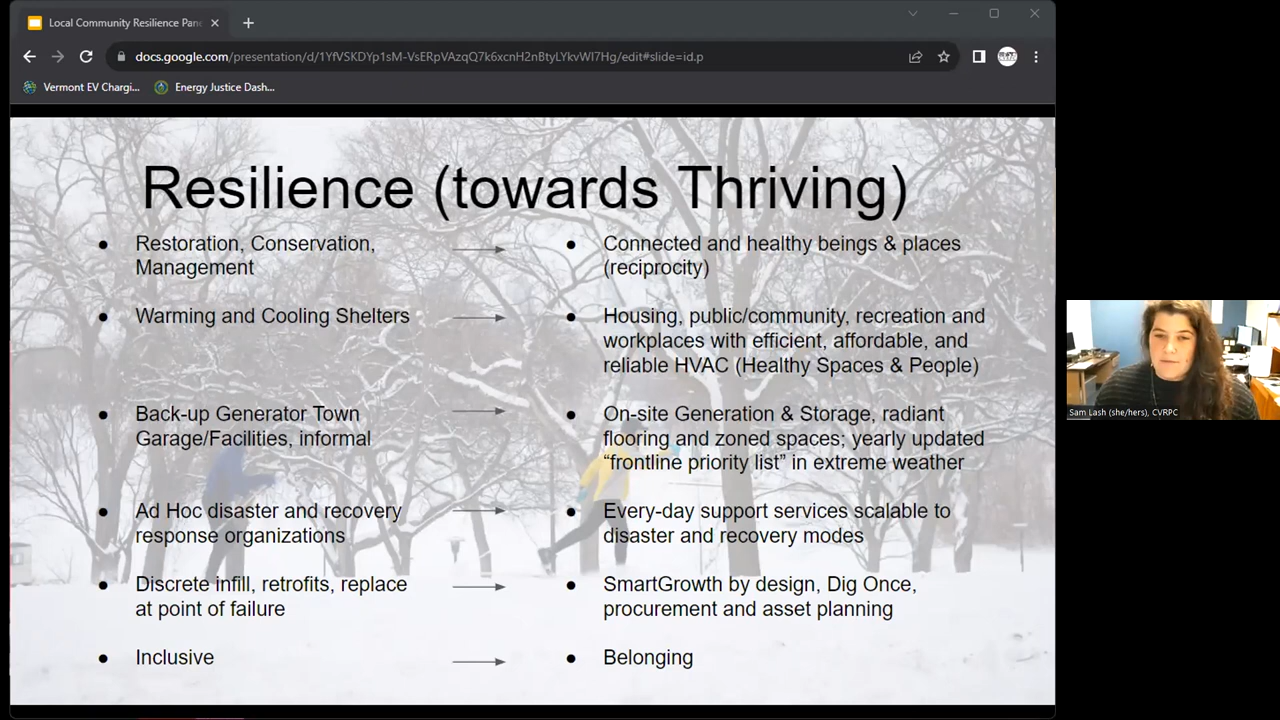 Local Community Resilience Pane
docs.google.com/presentation/d/1YfVSKDYp1sM-VsERpVAzqQ7k6xcnH2nBtyLYkvWl7Hg/edit#slide=id.p
Vermont EV Chargi...
Energy Justice Dash...
Resilience (towards Thriving)
Restoration, Conservation,
Management
Connected and healthy beings & places
(reciprocity)
Warming and Cooling Shelters
Housing, public/community, recreation and
workplaces with efficient, affordable, and
reliable HVAC (Healthy Spaces & People)
Back-up Generator Town
Garage/Facilities, informal
On-site Generation & Storage, radiant
flooring and zoned spaces; yearly updated
“frontline priority list” in extreme weather
Ad Hoc disaster and recovery
response organizations
Every-day support services scalable to
disaster and recovery modes
Discrete infill, retrofits, replace
at point of failure
SmartGrowth by design, Dig Once,
procurement and asset planning
Inclusive
Belonging
Sam Lash (she/hers), CVRPC